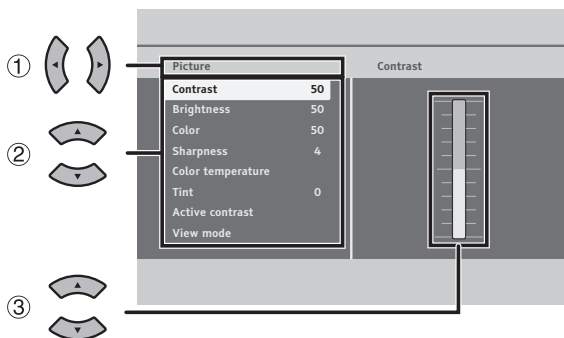 ①
Picture
Contrast
Contrast 50
Brightness 50
②
Color 50
Sharpness 4
Color temperature
Tint 0
Active contrast
View mode
③